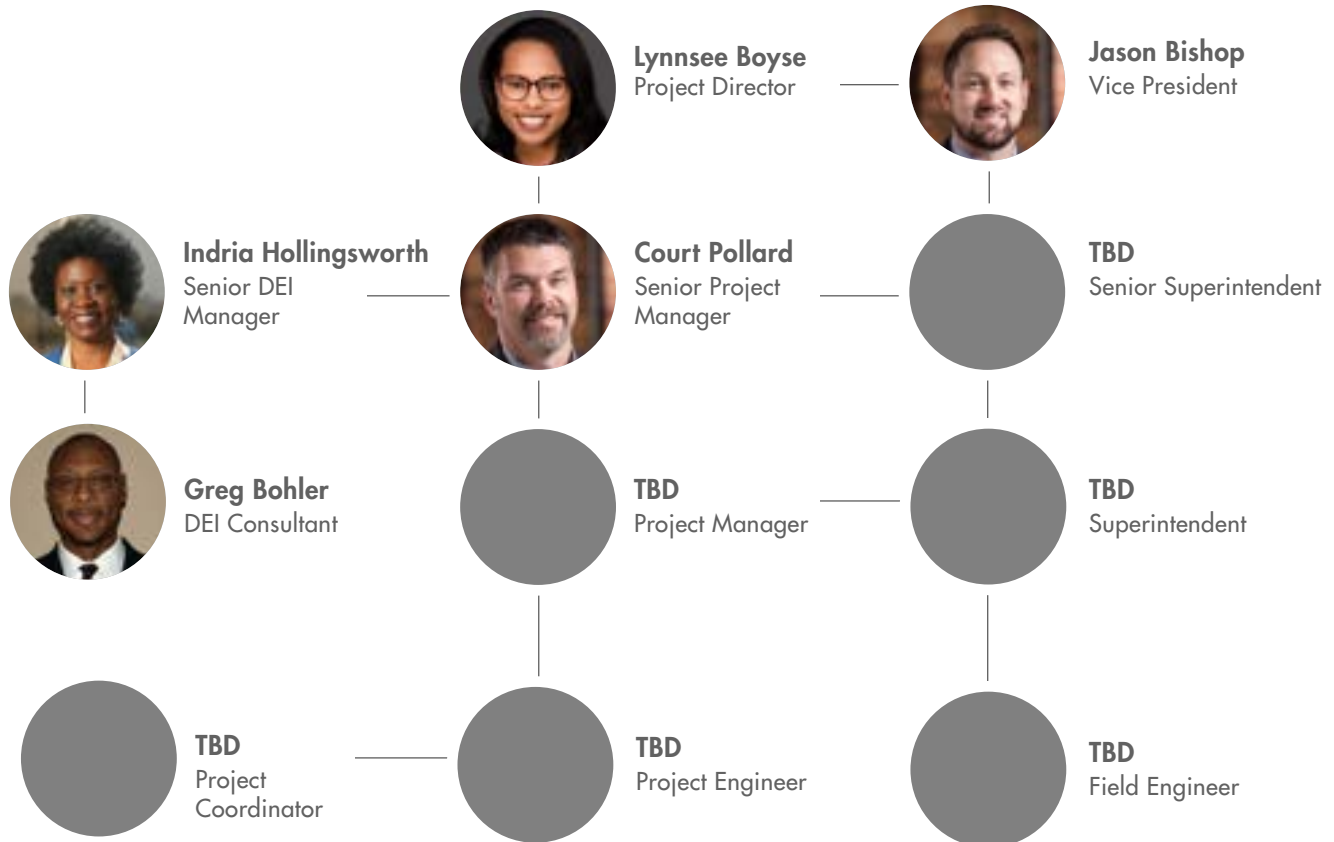 Lynnsee Boyse
Project Director
Jason Bishop
Vice President
Indria Hollingsworth
Senior DEI
Manager
Court Pollard
Senior Project
Manager
TBD
Senior Superintendent
Greg Bohler
DEI Consultant
TBD
Project Manager
TBD
Superintendent
TBD
Project
Coordinator
TBD
Project Engineer
TBD
Field Engineer